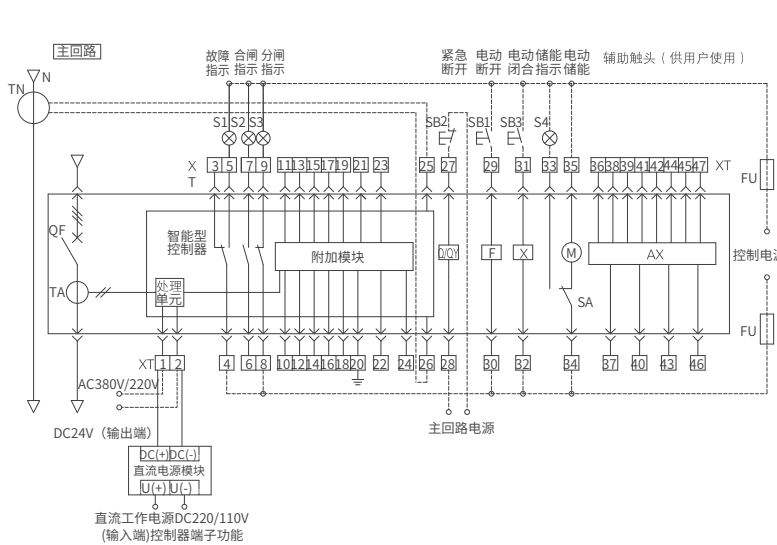 主回路
故障 合闸 分闸
指示 指示 指示
紧急 电动 电动 储能 电动
断开 断开 闭合 指示 储能
辅助触头（供用户使用）
N
TN
S1 S2 S3
SB2 SB1 SB3 S4
X
T
3 5 7 9 11 13 15 17 19 21 23 25 27 29 31 33 35 36 38 39 41 42 44 45 47 XT
FU
QF
智能型
控制器
附加模块
Q/QY F X M AX
控制电源
TA
处理
单元
SA
FU
XT 1 2 4 6 8 10 12 14 16 18 20 22 24 26 28 30 32 34 37 40 43 46
AC380V/220V
DC24V（输出端）
主回路电源
DC(+) DC(-)
直流电源模块
U(+) U(-)
直流工作电源DC220/110V
(输入端)控制器端子功能